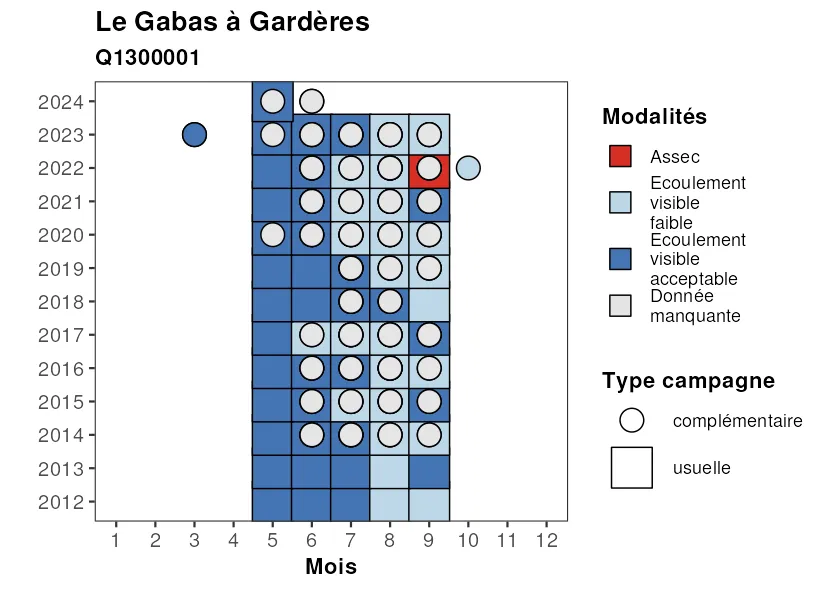 Le Gabas à Gardères
Q1300001
2024
2023
2022
2021
2020
2019
2018
2017
2016
2015
2014
2013
2012
1 2 3 4 5 6 7 8 9 10 11 12
Mois
Modalités
Assec
Ecoulement
visible
faible
Ecoulement
visible
acceptable
Donnée
manquante
Type campagne
complémentaire
usuelle